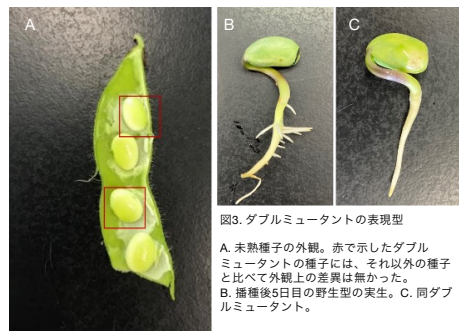 A
B
C
図3. ダブルミュータントの表現型
A. 未熟種子の外観。赤で示したダブル
ミュータントの種子には、それ以外の種子
と比べて外観上の差異は無かった。
B. 播種後5日目の野生型の実生。C. 同ダブ
ルミュータント。